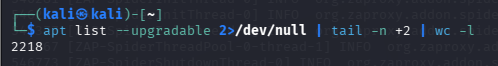 ┌──(kali㉿kali)-[~]
└─$ apt list --upgradable 2>/dev/null | tail -n +2 | wc -l
2218